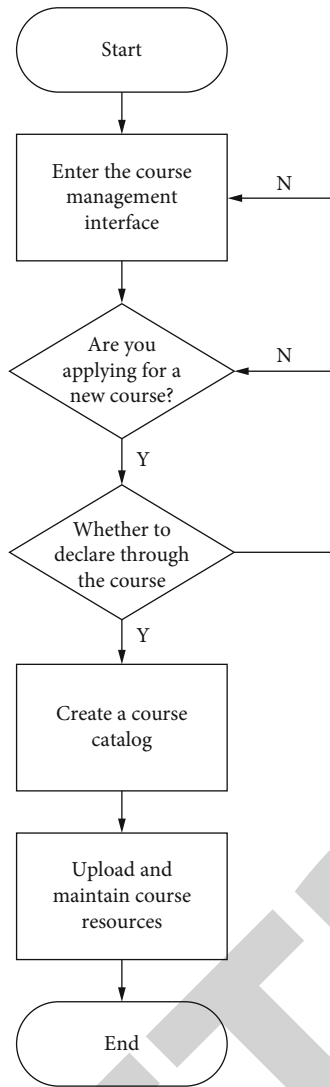 Start
Enter the course
management
interface
N
Are you
applying for a
new course?
N
Y
Whether to
declare through
the course
Y
Create a course
catalog
Upload and
maintain course
resources
End